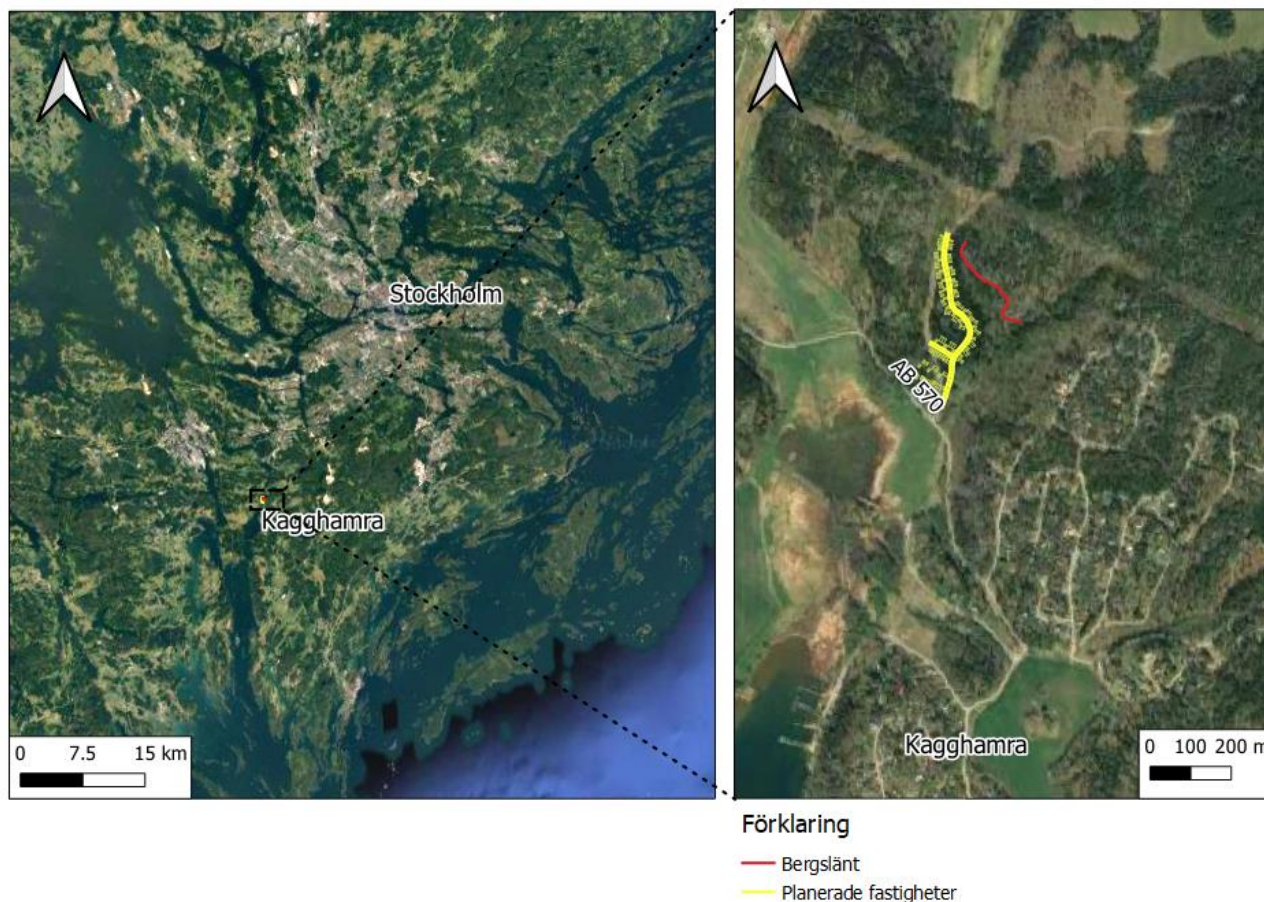 Stockholm
Kagghamra
0 7.5 15 km
AB 570
Kagghamra
0 100 200 m
Förklaring
Bergslänt
Planerade fastigheter